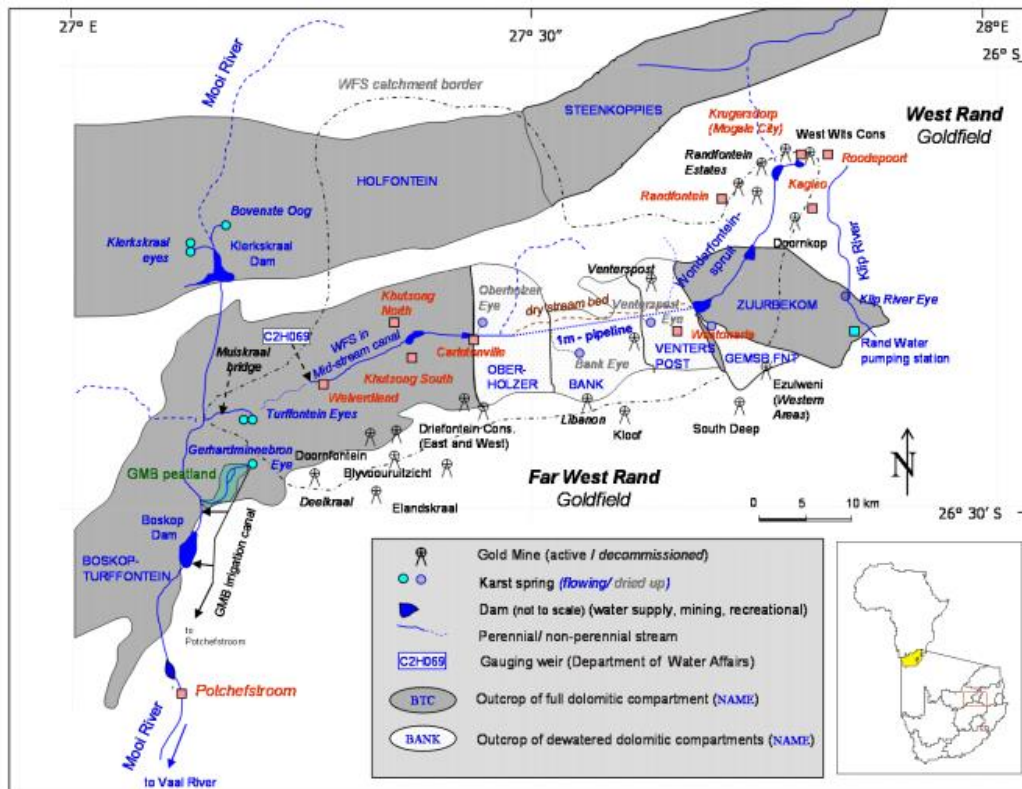 27° E
27° 30"
28° E
26° S
Mooi River
WFS catchment border
STEENKOPPIES
HOLFONTEIN
West Rand
Goldfield
Krugersdorp
(Mogale City)
West Wits Cons
Randfontein
Estates
Roodepoort
Randfontein
Kagiso
Doornkop
Bovenste Oog
Klerkskraal
eyes
Klerkskraal
Dam
Wonderfontein-
spruit
Klip River
Venterspost
Khutsong
North
Oberholzer
Eye
dry stream bed
Venterspost-
Eye
ZUURBEKOM
Klip River Eye
C2H069
WFS in
Mid-stream canal
1m - pipeline
Carletonville
Westonaria
Rand Water
pumping station
Muiskraal
bridge
Khutsong South
Bank Eye
VENTERS
POST
GEMSB.FNT
OBER-
HOLZER
BANK
Welverdiend
Turffontein Eyes
Libanon
Ezulweni
(Western
Areas)
Driefontein Cons.
(East and West)
Kloof
South Deep
Gerhardminnebron
Eye
Doornfontein
GMB peatland
Blyvooruitzicht
Deelkraal
Elandskraal
Far West Rand
Goldfield
N
0 5 10 km
26° 30' S
Boskop
Dam
BOSKOP-
TURFFONTEIN
GMB irrigation canal
to
Potchefstroom
Potchefstroom
Mooi River
to Vaal River
Gold Mine (active / decommissioned)
Karst spring (flowing/ dried up)
Dam (not to scale) (water supply, mining, recreational)
Perennial/ non-perennial stream
C2H069 Gauging weir (Department of Water Affairs)
BTC Outcrop of full dolomitic compartment (NAME)
BANK Outcrop of dewatered dolomitic compartments (NAME)